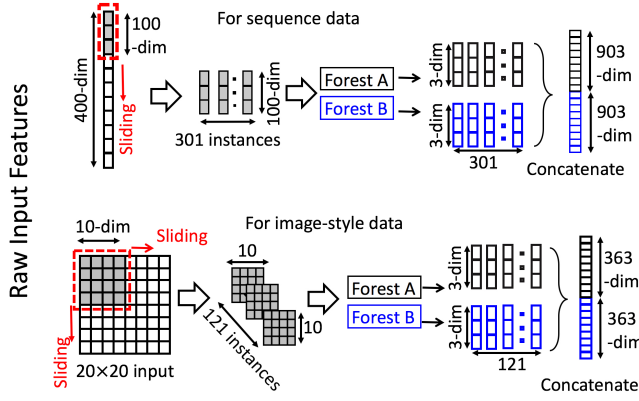 Raw Input Features
For sequence data
400-dim
100
-dim
Sliding
301 instances
100-dim
Forest A
Forest B
3-dim
3-dim
301
903
-dim
903
-dim
Concatenate
For image-style data
10-dim
Sliding
Sliding
20×20 input
10
10
121 instances
Forest A
Forest B
3-dim
3-dim
121
363
-dim
363
-dim
Concatenate